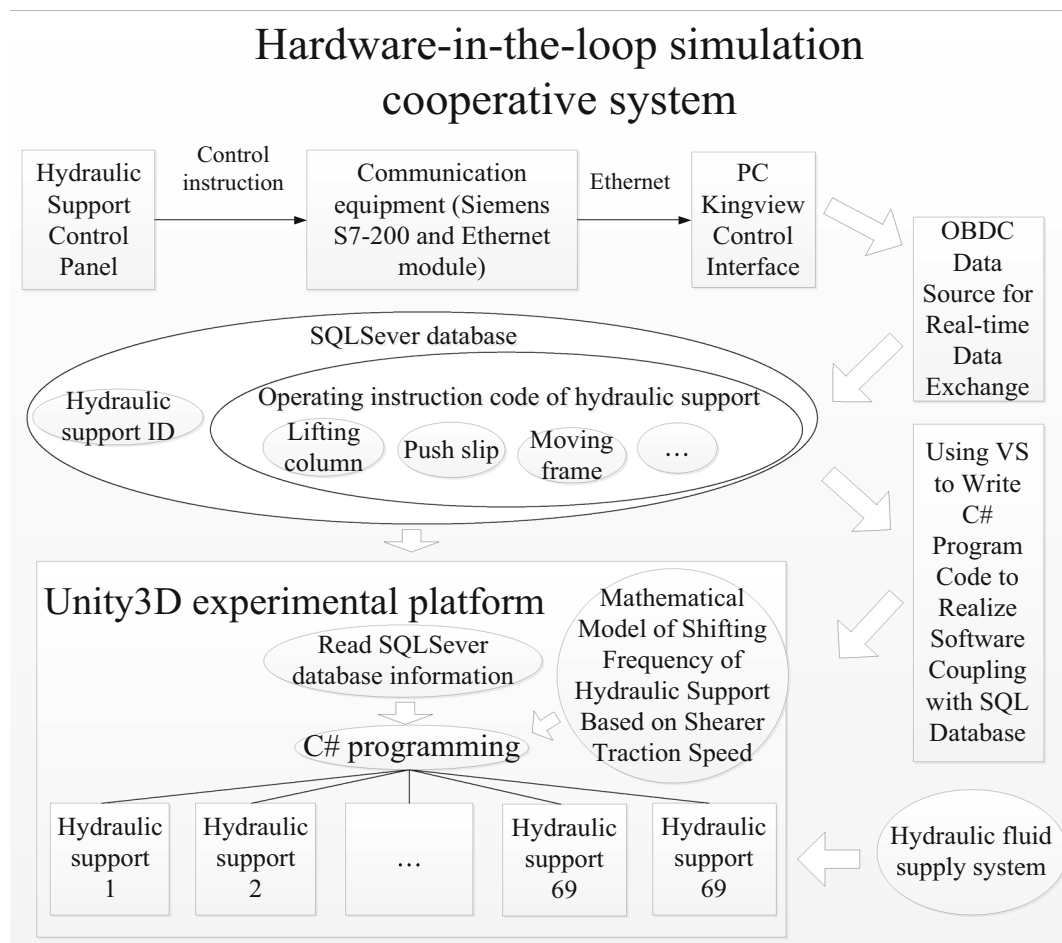 Hardware-in-the-loop simulation
cooperative system
Hydraulic
Support
Control
Panel
Control
instruction
Communication
equipment (Siemens
S7-200 and Ethernet
module)
Ethernet
PC
Kingview
Control
Interface
OBDC
Data
Source for
Real-time
Data
Exchange
SQLSever database
Hydraulic
support ID
Operating instruction code of hydraulic support
Lifting
column
Push slip
Moving
frame
…
Using VS
to Write
C#
Program
Code to
Realize
Software
Coupling
with SQL
Database
Unity3D experimental platform
Read SQLSever
database information
Mathematical
Model of Shifting
Frequency of
Hydraulic Support
Based on Shearer
Traction Speed
C# programming
Hydraulic
support
1
Hydraulic
support
2
…
Hydraulic
support
69
Hydraulic
support
69
Hydraulic fluid
supply system